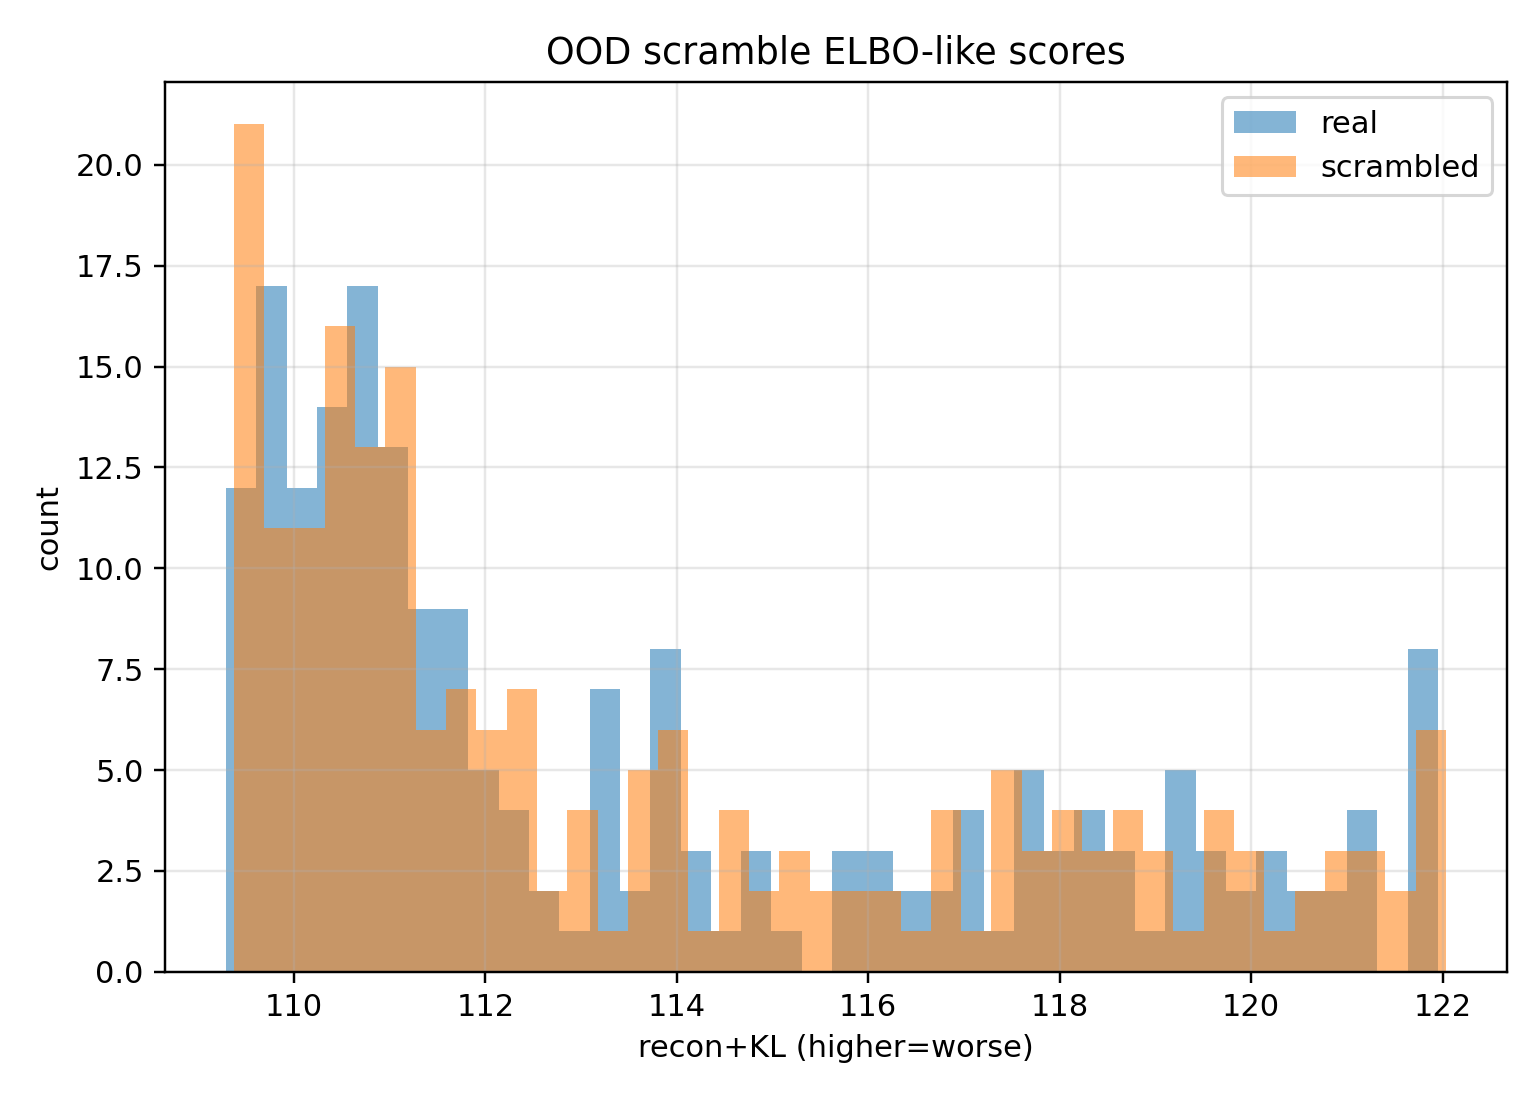 OOD scramble ELBO-like scores
real
scrambled
20.0
17.5
15.0
12.5
10.0
7.5
5.0
2.5
0.0
count
110 112 114 116 118 120 122
recon+KL (higher=worse)